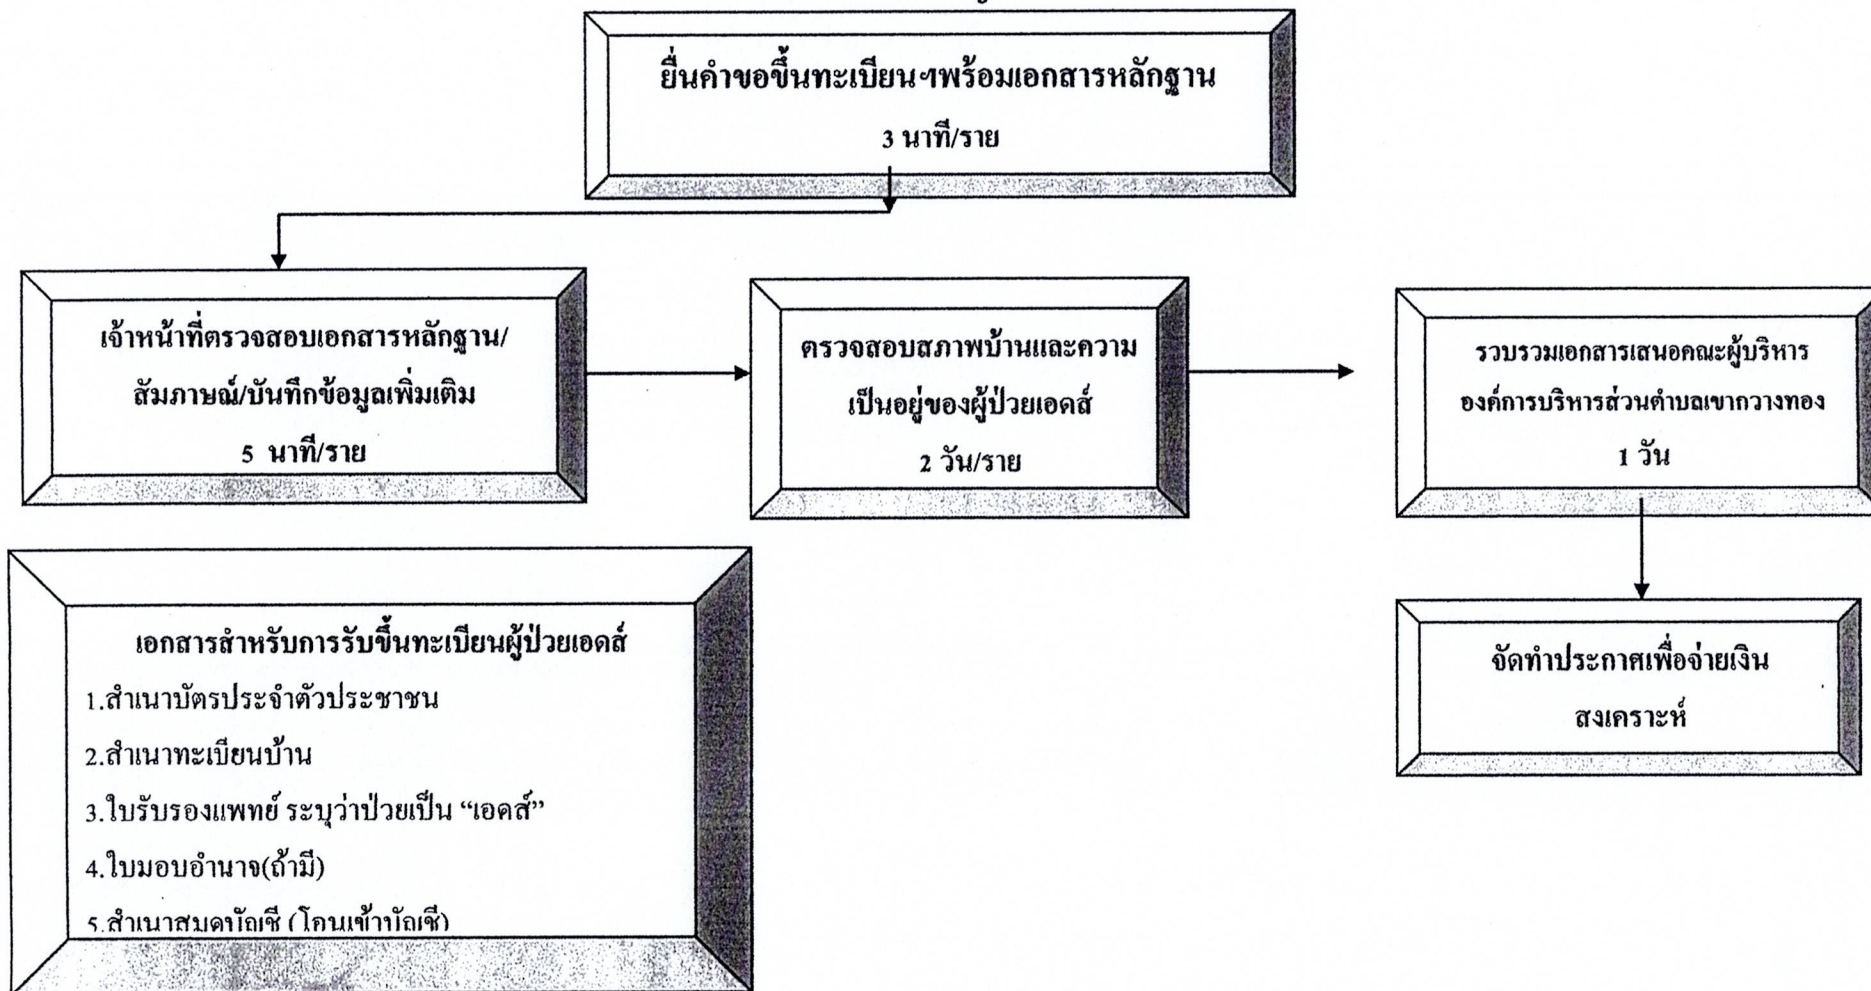 ยื่นคำขอขึ้นทะเบียนฯพร้อมเอกสารหลักฐาน
3 นาที/ราย
เจ้าหน้าที่ตรวจสอบเอกสารหลักฐาน/
สัมภาษณ์/บันทึกข้อมูลเพิ่มเติม
5 นาที/ราย
ตรวจสอบสภาพบ้านและความ
เป็นอยู่ของผู้ป่วยเอดส์
2 วัน/ราย
รวบรวมเอกสารเสนอคณะผู้บริหาร
องค์การบริหารส่วนตำบลเขากวางทอง
1 วัน
จัดทำประกาศเพื่อจ่ายเงิน
สงเคราะห์
เอกสารสำหรับการรับขึ้นทะเบียนผู้ป่วยเอดส์
1.สำเนาบัตรประจำตัวประชาชน
2.สำเนาทะเบียนบ้าน
3.ใบรับรองแพทย์ ระบุว่าป่วยเป็น “เอดส์”
4.ใบมอบอำนาจ(ถ้ามี)
5.สำเนาสมุดบัญชี (โอนเข้าบัญชี)